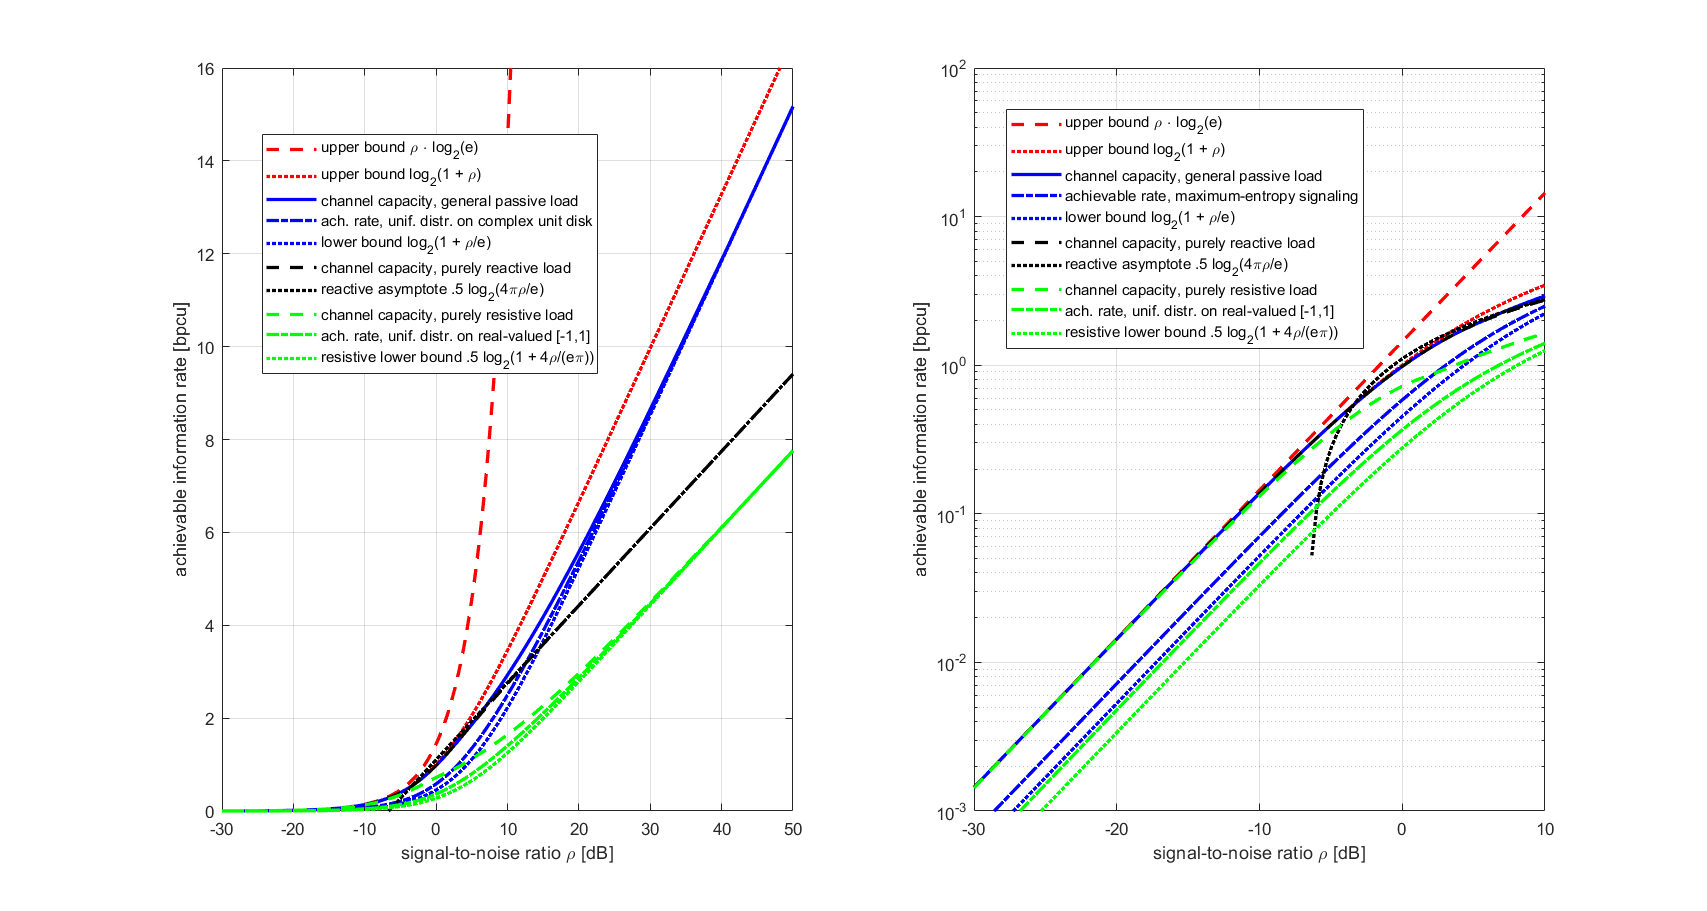 16
14
12
10
8
6
4
2
0
-30
-20
-10
0
10
20
30
40
50
achievable information rate [bpcu]
signal-to-noise ratio ρ [dB]
upper bound ρ · log2(e)
upper bound log2(1 + ρ)
channel capacity, general passive load
ach. rate, unif. distr. on complex unit disk
lower bound log2(1 + ρ/e)
channel capacity, purely reactive load
reactive asymptote .5 log2(4πρ/e)
channel capacity, purely resistive load
ach. rate, unif. distr. on real-valued [-1,1]
resistive lower bound .5 log2(1 + 4ρ/(eπ))
10^2
10^1
10^0
10^-1
10^-2
10^-3
-30
-20
-10
0
10
achievable information rate [bpcu]
signal-to-noise ratio ρ [dB]
upper bound ρ · log2(e)
upper bound log2(1 + ρ)
channel capacity, general passive load
achievable rate, maximum-entropy signaling
lower bound log2(1 + ρ/e)
channel capacity, purely reactive load
reactive asymptote .5 log2(4πρ/e)
channel capacity, purely resistive load
ach. rate, unif. distr. on real-valued [-1,1]
resistive lower bound .5 log2(1 + 4ρ/(eπ))